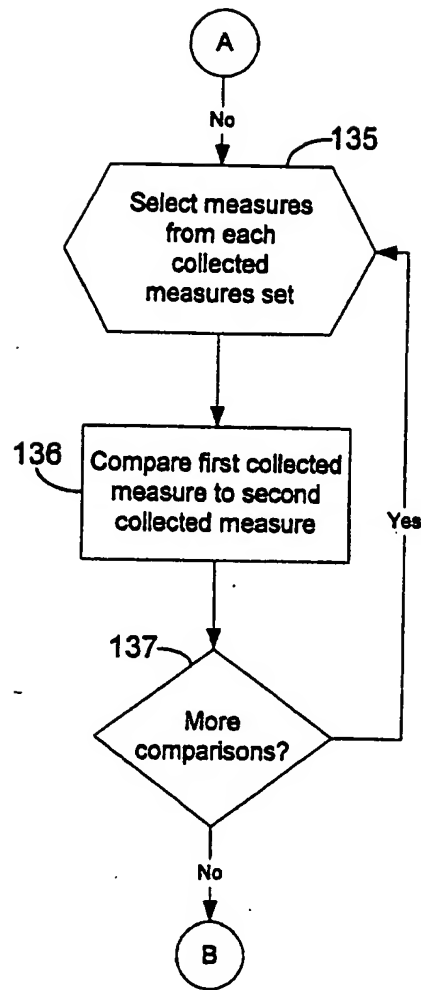 A
No
135
Select measures
from each
collected
measures set
136
Compare first collected
measure to second
collected measure
Yes
137
More
comparisons?
No
B